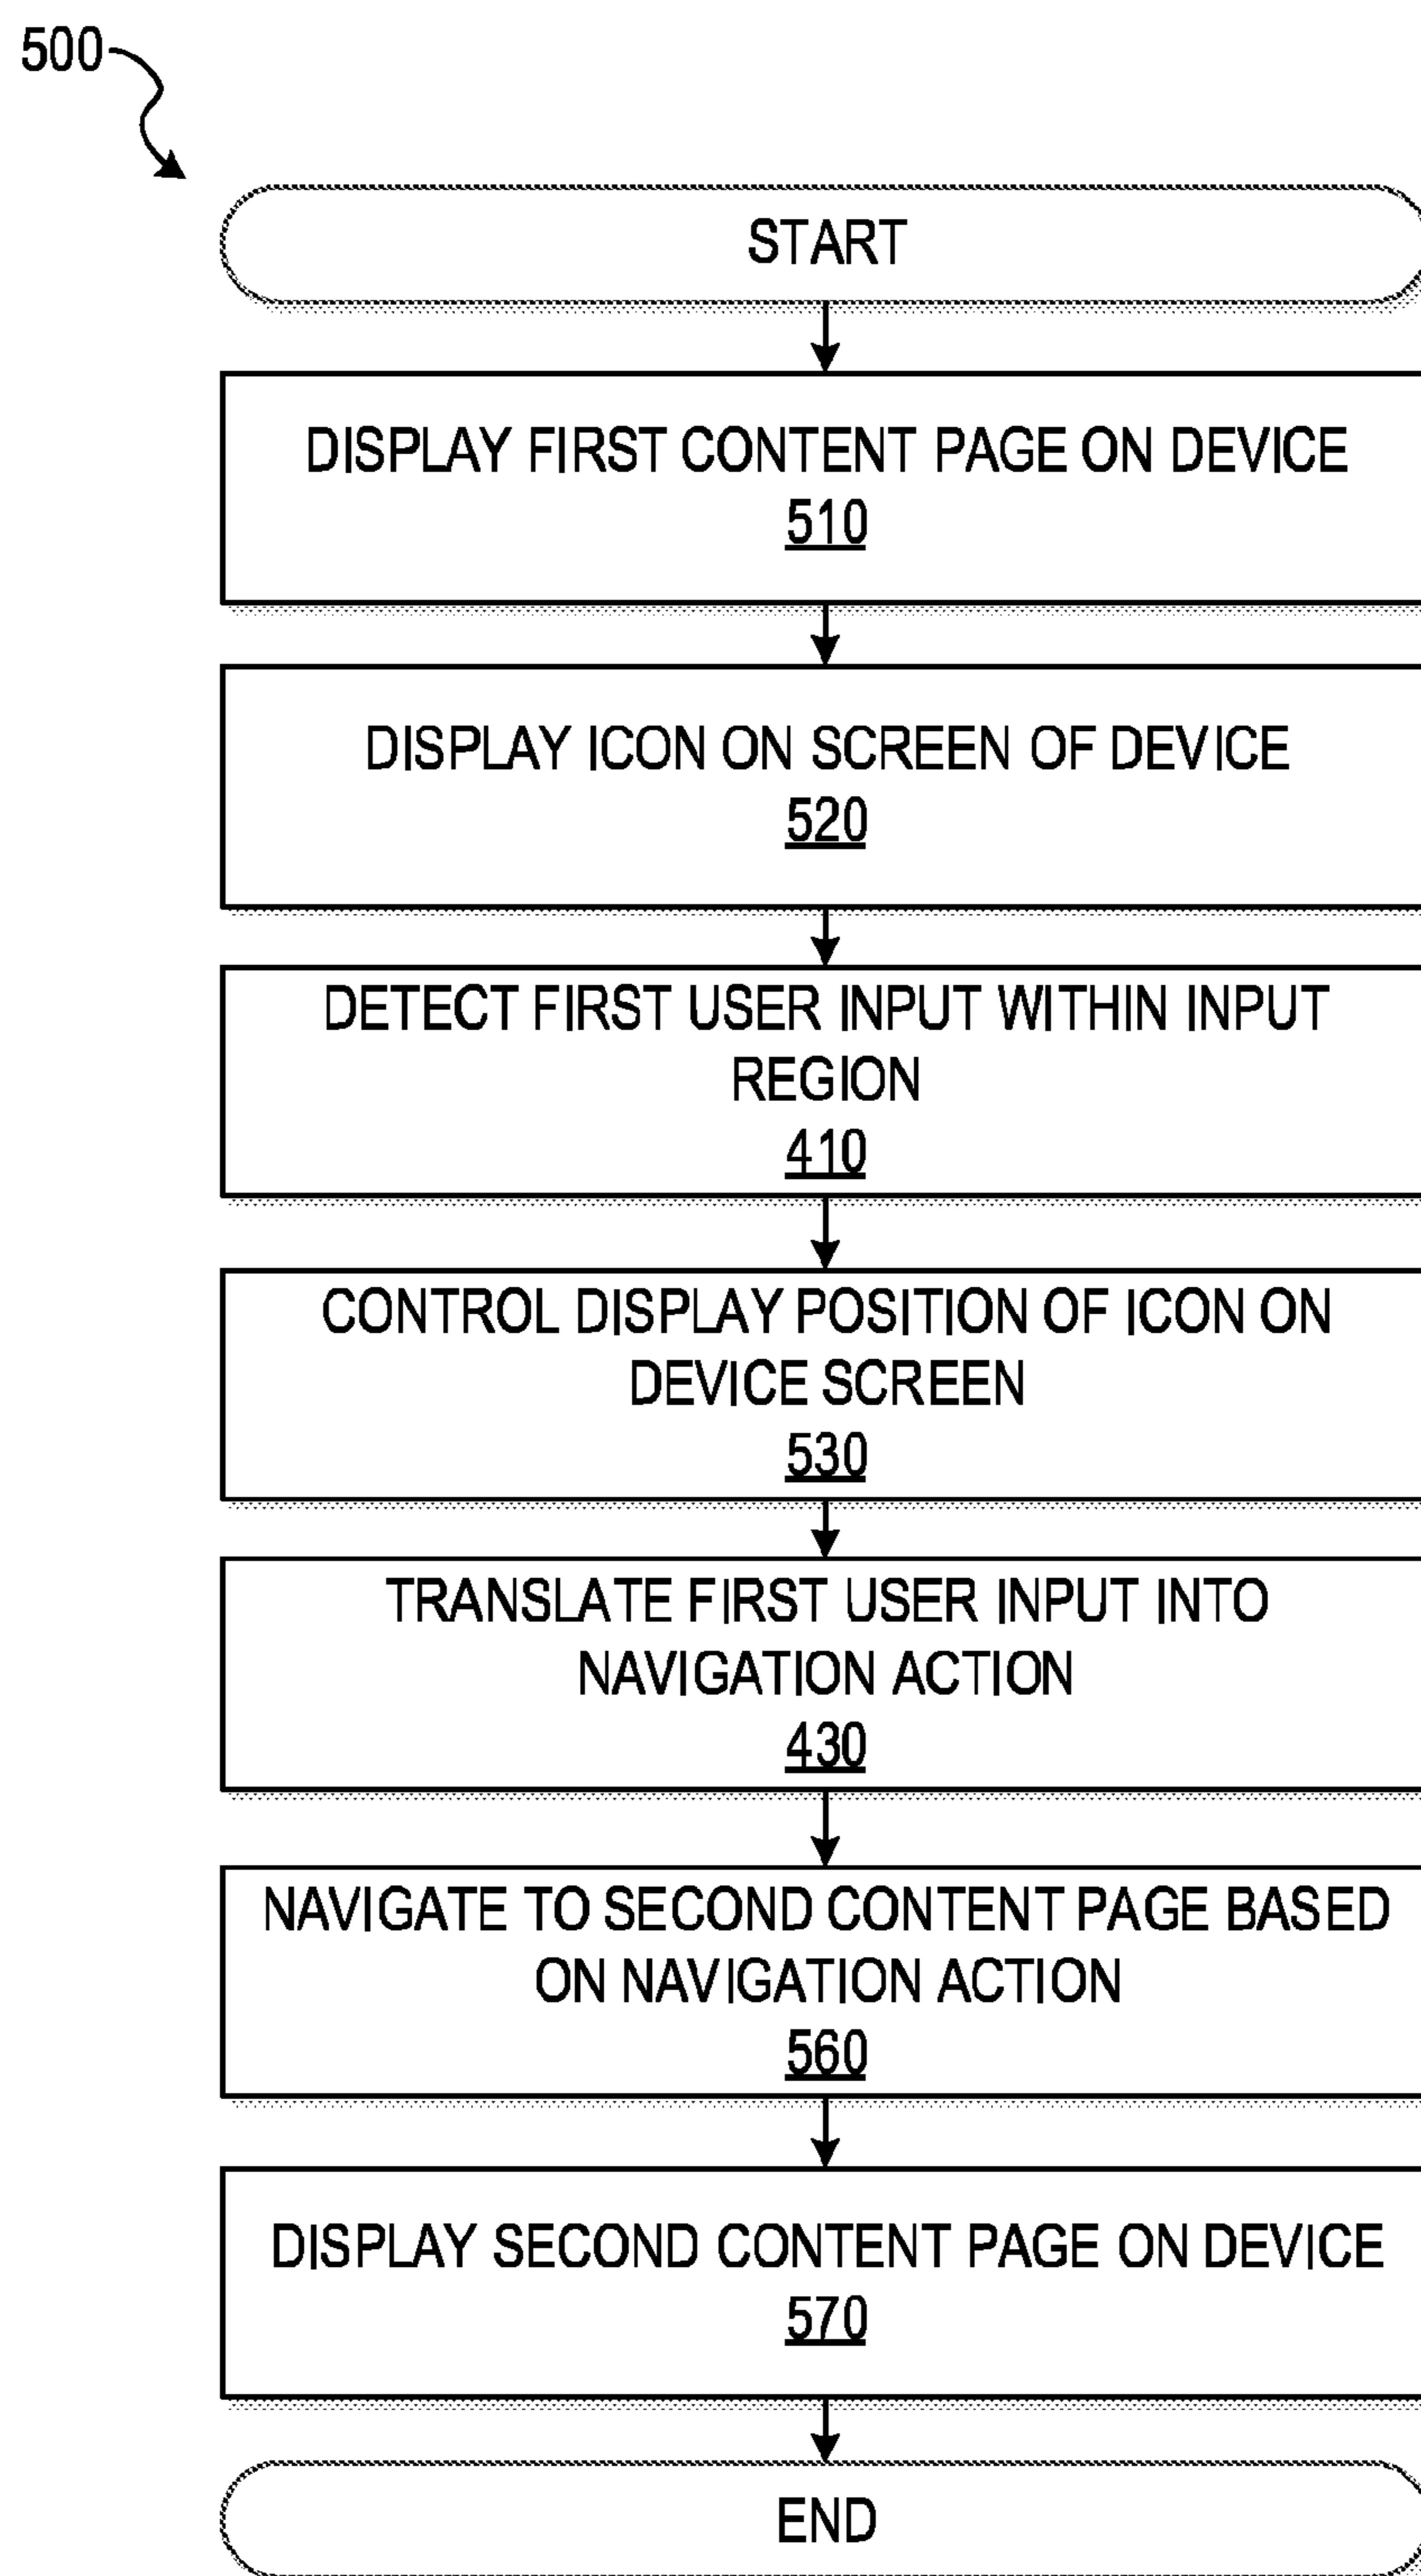 500
START
DISPLAY FIRST CONTENT PAGE ON DEVICE
510
DISPLAY ICON ON SCREEN OF DEVICE
520
DETECT FIRST USER INPUT WITHIN INPUT
REGION
410
CONTROL DISPLAY POSITION OF ICON ON
DEVICE SCREEN
530
TRANSLATE FIRST USER INPUT INTO
NAVIGATION ACTION
430
NAVIGATE TO SECOND CONTENT PAGE BASED
ON NAVIGATION ACTION
560
DISPLAY SECOND CONTENT PAGE ON DEVICE
570
END